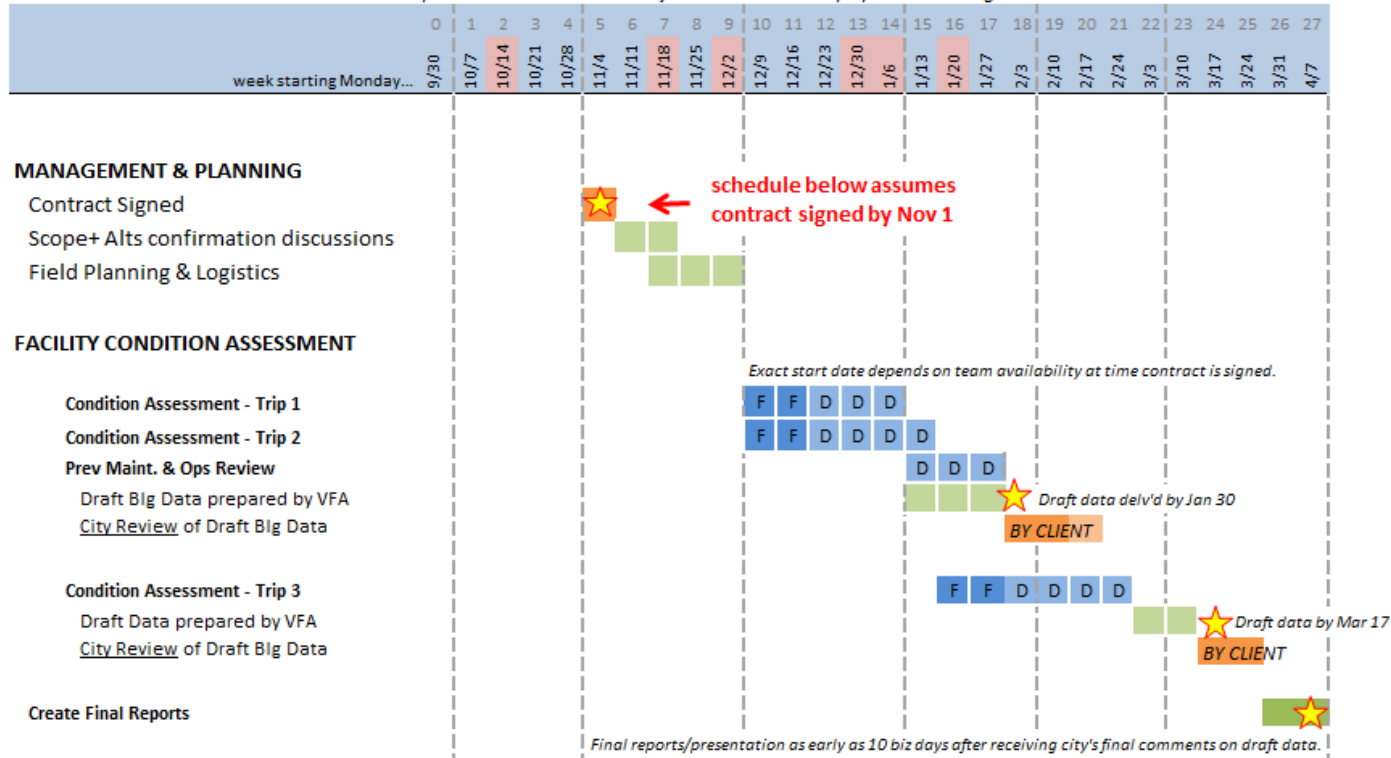 0 1 2 3 4 5 6 7 8 9 10 11 12 13 14 15 16 17 18 19 20 21 22 23 24 25 26 27
week starting Monday... 9/30 10/7 10/14 10/21 10/28 11/4 11/11 11/18 11/25 12/2 12/9 12/16 12/23 12/30 1/6 1/13 1/20 1/27 2/3 2/10 2/17 2/24 3/3 3/10 3/17 3/24 3/31 4/7
MANAGEMENT & PLANNING
schedule below assumes
contract signed by Nov 1
Contract Signed
Scope+ Alts confirmation discussions
Field Planning & Logistics
FACILITY CONDITION ASSESSMENT
Exact start date depends on team availability at time contract is signed.
Condition Assessment - Trip 1 F F D D D
Condition Assessment - Trip 2 F F D D D D
Prev Maint. & Ops Review D D D
Draft Blg Data prepared by VFA Draft data delv'd by Jan 30
City Review of Draft Blg Data BY CLIENT
Condition Assessment - Trip 3 F F D D D D
Draft Data prepared by VFA Draft data by Mar 17
City Review of Draft Blg Data BY CLIENT
Create Final Reports
Final reports/presentation as early as 10 biz days after receiving city's final comments on draft data.